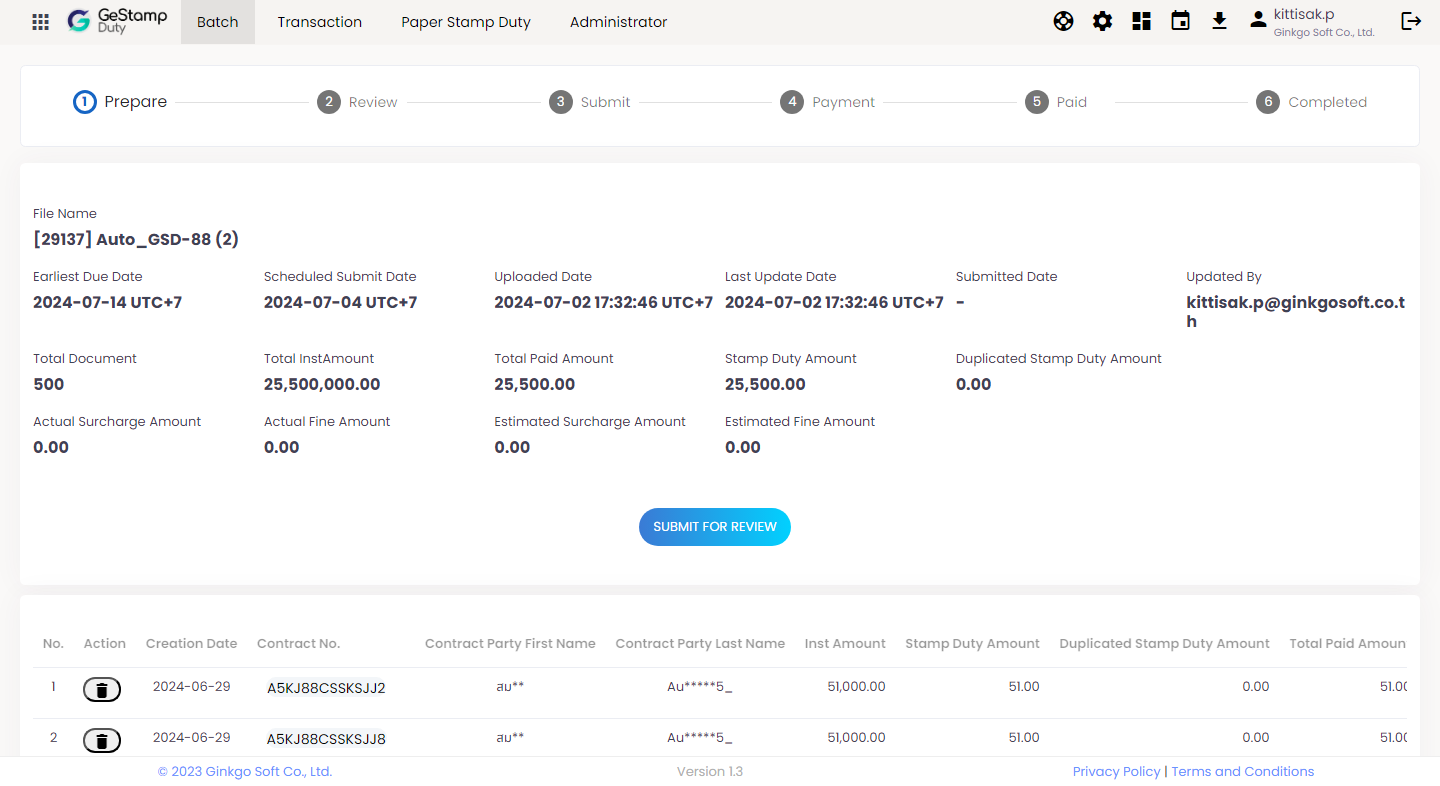 GeStamp
Duty
Batch
Transaction
Paper Stamp Duty
Administrator
kittisak.p
Ginkgo Soft Co., Ltd.
1 Prepare
2 Review
3 Submit
4 Payment
5 Paid
6 Completed
File Name
[29137] Auto_GSD-88 (2)
Earliest Due Date Scheduled Submit Date Uploaded Date Last Update Date Submitted Date Updated By
2024-07-14 UTC+7 2024-07-04 UTC+7 2024-07-02 17:32:46 UTC+7 2024-07-02 17:32:46 UTC+7 - kittisak.p@ginkgosoft.co.t
h
Total Document Total InstAmount Total Paid Amount Stamp Duty Amount Duplicated Stamp Duty Amount
500 25,500,000.00 25,500.00 25,500.00 0.00
Actual Surcharge Amount Actual Fine Amount Estimated Surcharge Amount Estimated Fine Amount
0.00 0.00 0.00 0.00
SUBMIT FOR REVIEW
No. Action Creation Date Contract No. Contract Party First Name Contract Party Last Name Inst Amount Stamp Duty Amount Duplicated Stamp Duty Amount Total Paid Amoun
1 2024-06-29 A5KJ88CSSKSJJ2 สม** Au*****5_ 51,000.00 51.00 0.00 51.00
2 2024-06-29 A5KJ88CSSKSJJ8 สม** Au*****5_ 51,000.00 51.00 0.00 51.00
© 2023 Ginkgo Soft Co., Ltd. Version 1.3 Privacy Policy | Terms and Conditions